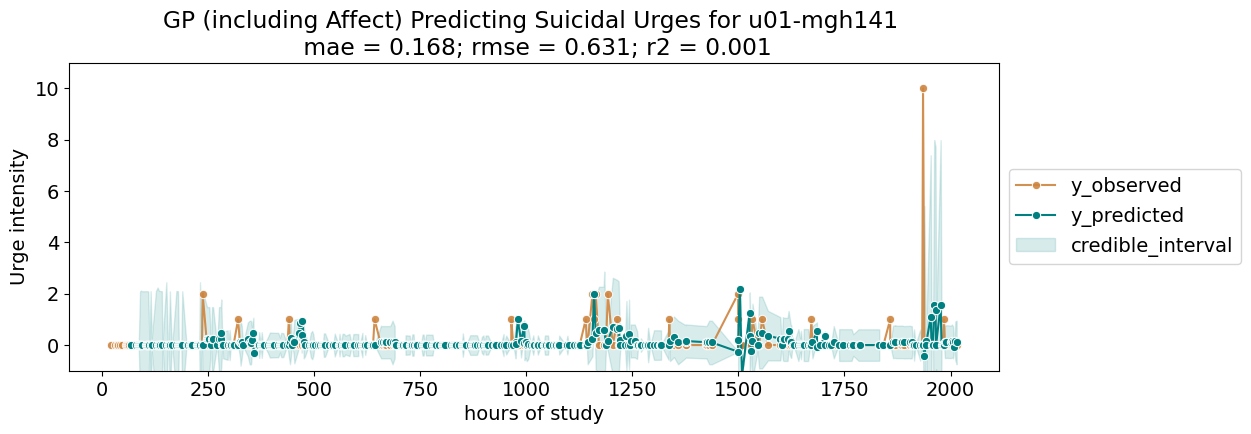 GP (including Affect) Predicting Suicidal Urges for u01-mgh141
mae = 0.168; rmse = 0.631; r2 = 0.001
10
8
6
4
2
0
Urge intensity
0 250 500 750 1000 1250 1500 1750 2000
hours of study
y_observed
y_predicted
credible_interval